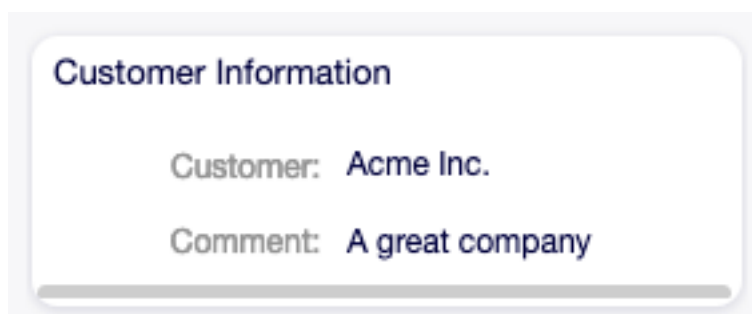 Customer Information
Customer: Acme Inc.
Comment: A great company